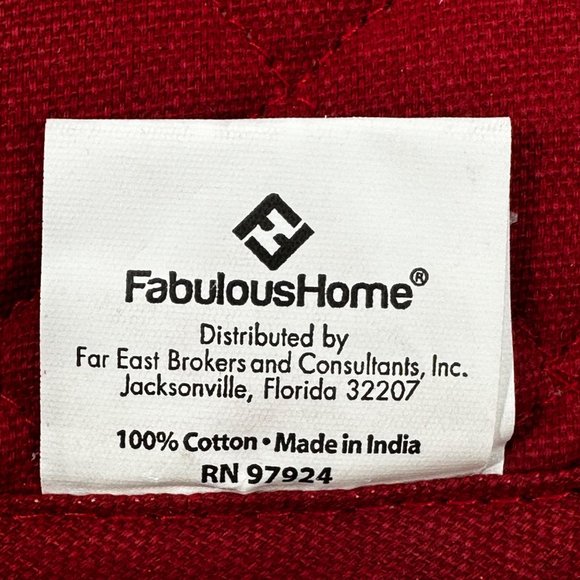 FabulousHome®
Distributed by
Far East Brokers and Consultants, Inc.
Jacksonville, Florida 32207
100% Cotton • Made in India
RN 97924